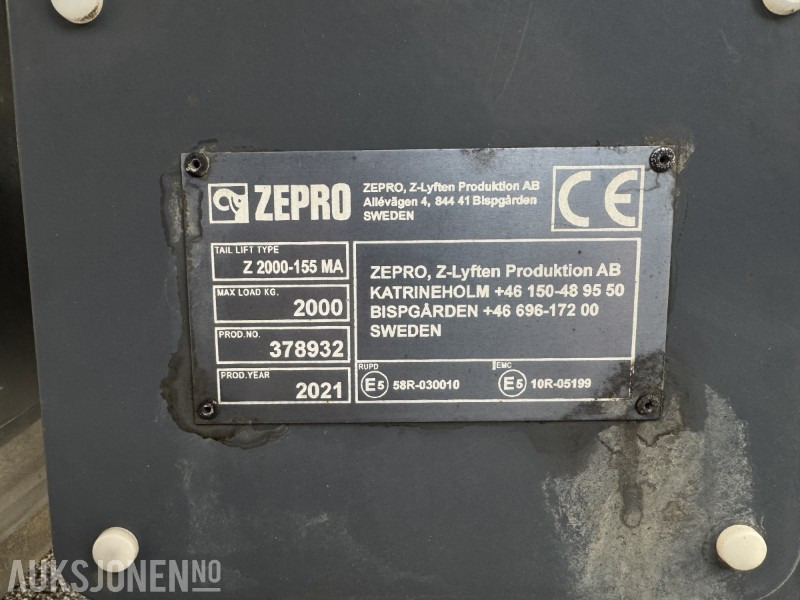 ZEPRO
ZEPRO, Z-Lyften Produktion AB
Allévägen 4, 844 41 Bispgården
SWEDEN
CE
TAIL LIFT TYPE
Z 2000-155 MA
MAX LOAD KG.
2000
PROD.NO.
378932
PROD.YEAR
2021
ZEPRO, Z-Lyften Produktion AB
KATRINEHOLM +46 150-48 95 50
BISPGÅRDEN +46 696-172 00
SWEDEN
RUPD
E5 58R-030010
EMC
E5 10R-05199
AUKSJONEN.NO